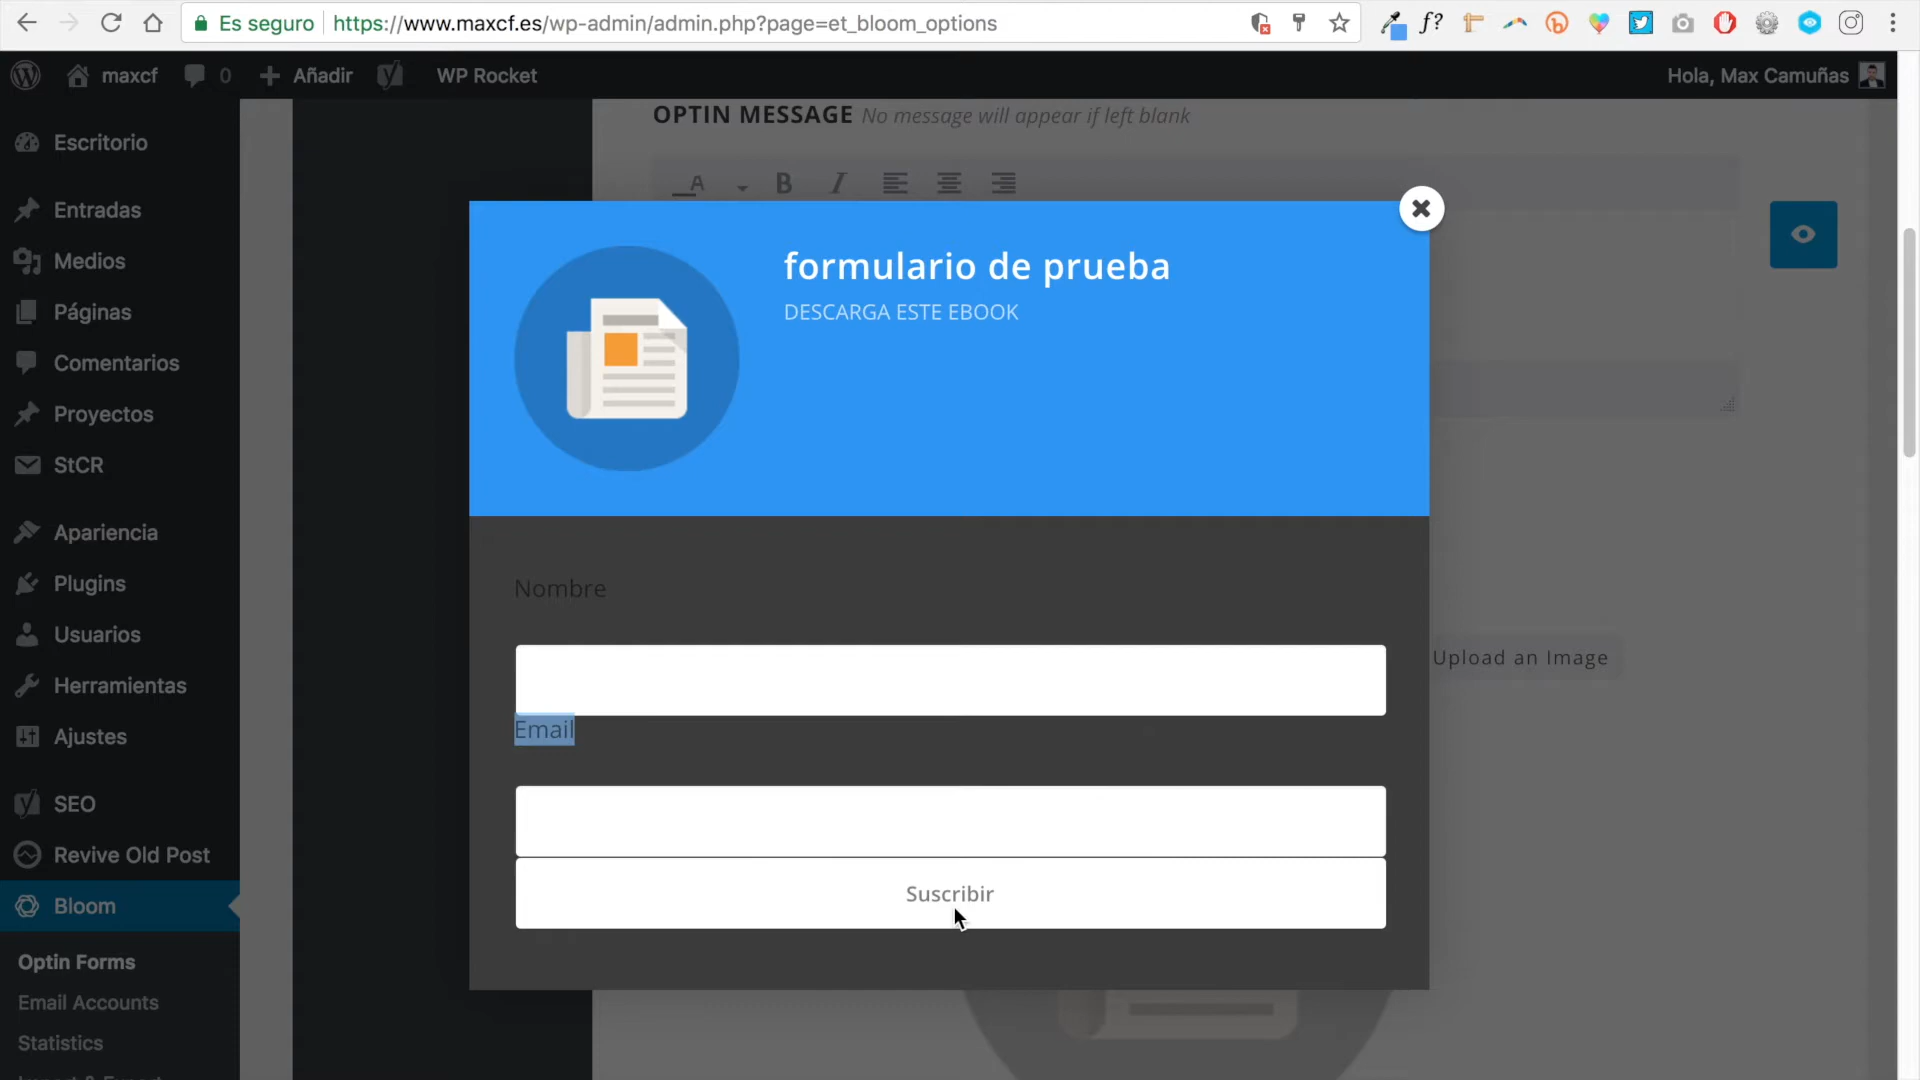 Es seguro https://www.maxcf.es/wp-admin/admin.php?page=et_bloom_options
f?
maxcf 0 Añadir WP Rocket Hola, Max Camuñas
OPTIN MESSAGE No message will appear if left blank
A B I
Escritorio
Entradas
Medios
Páginas
Comentarios
Proyectos
StCR
Apariencia
Plugins
Usuarios
Herramientas
Ajustes
SEO
Revive Old Post
Bloom
Optin Forms
Email Accounts
Statistics
formulario de prueba
DESCARGA ESTE EBOOK
Nombre
Email
Suscribir
Upload an Image